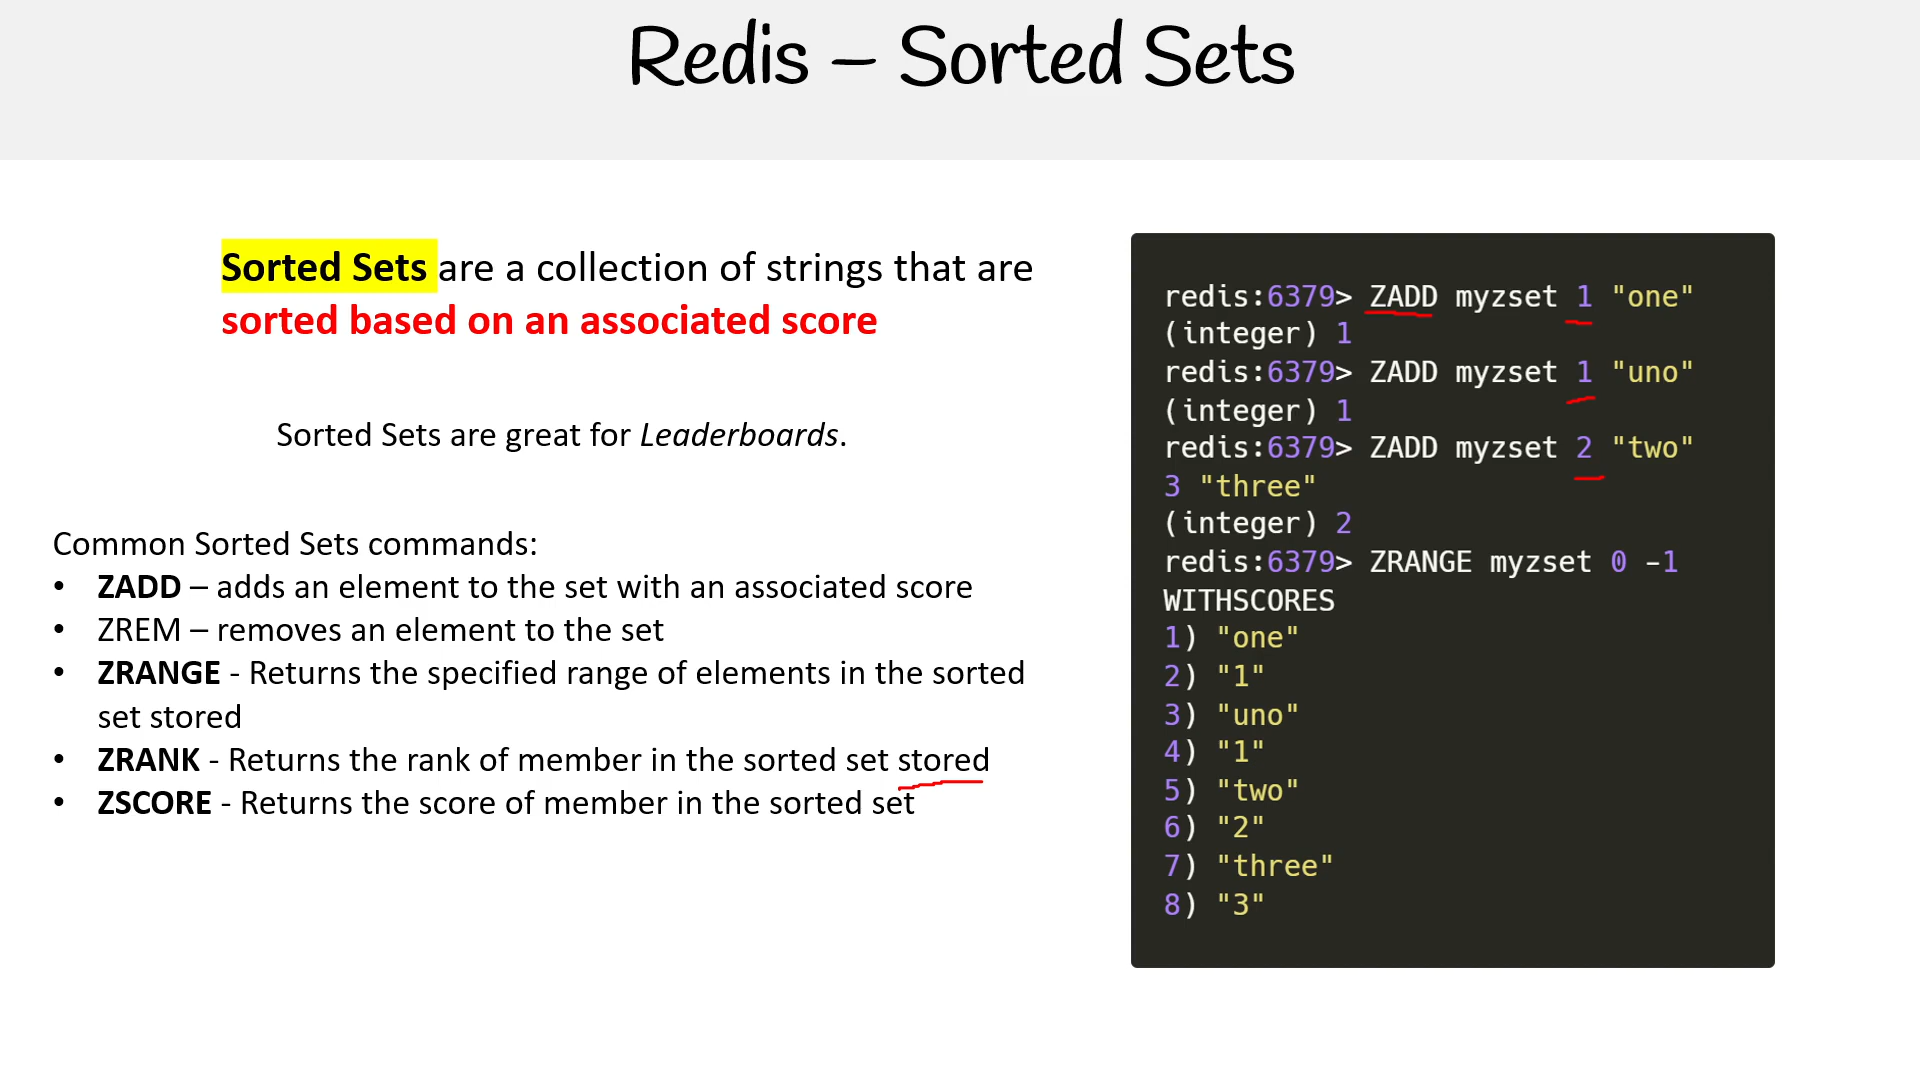 Redis – Sorted Sets
Sorted Sets are a collection of strings that are
sorted based on an associated score
Sorted Sets are great for Leaderboards.
Common Sorted Sets commands:
• ZADD – adds an element to the set with an associated score
• ZREM – removes an element to the set
• ZRANGE - Returns the specified range of elements in the sorted
set stored
• ZRANK - Returns the rank of member in the sorted set stored
• ZSCORE - Returns the score of member in the sorted set
redis:6379> ZADD myzset 1 "one"
(integer) 1
redis:6379> ZADD myzset 1 "uno"
(integer) 1
redis:6379> ZADD myzset 2 "two"
3 "three"
(integer) 2
redis:6379> ZRANGE myzset 0 -1
WITHSCORES
1) "one"
2) "1"
3) "uno"
4) "1"
5) "two"
6) "2"
7) "three"
8) "3"